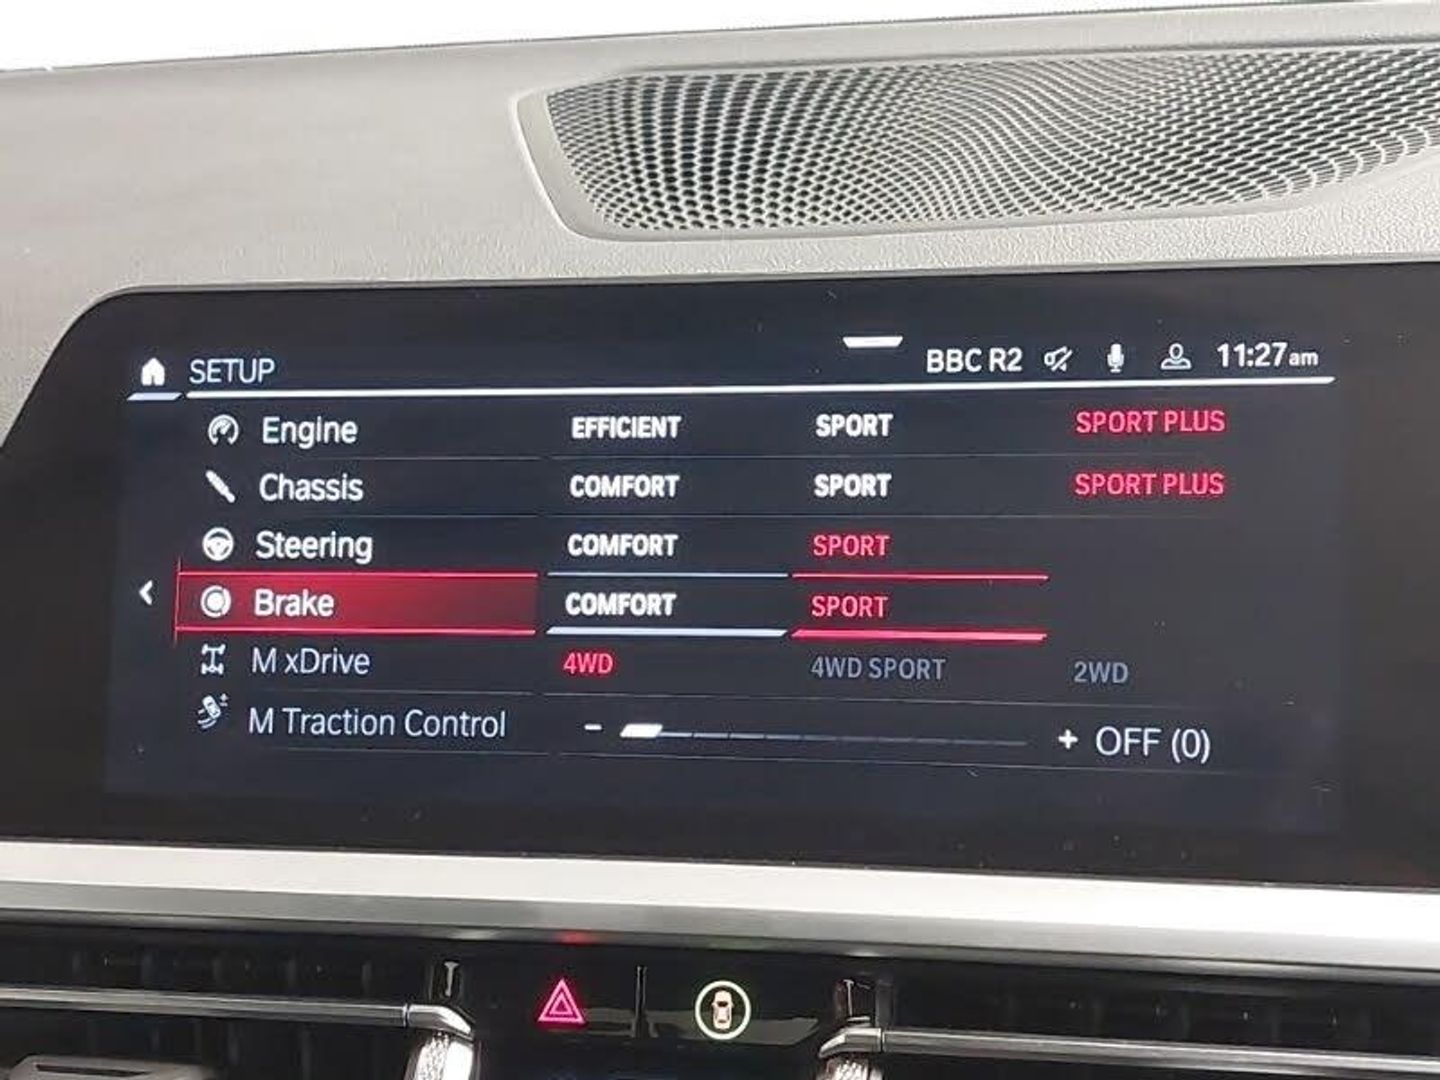 SETUP BBC R2 11:27am
Engine EFFICIENT SPORT SPORT PLUS
Chassis COMFORT SPORT SPORT PLUS
Steering COMFORT SPORT
Brake COMFORT SPORT
M xDrive 4WD 4WD SPORT 2WD
M Traction Control - + OFF (0)